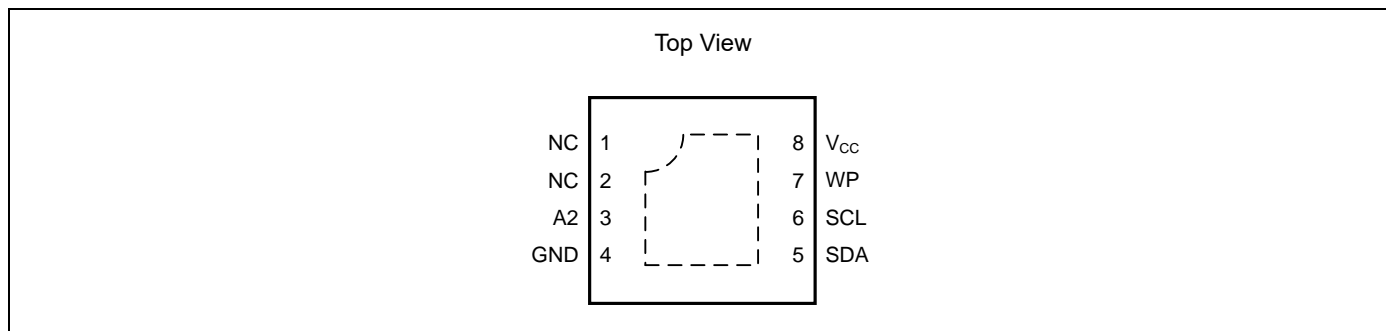 Top View
NC 1 8 VCC
NC 2 7 WP
A2 3 6 SCL
GND 4 5 SDA